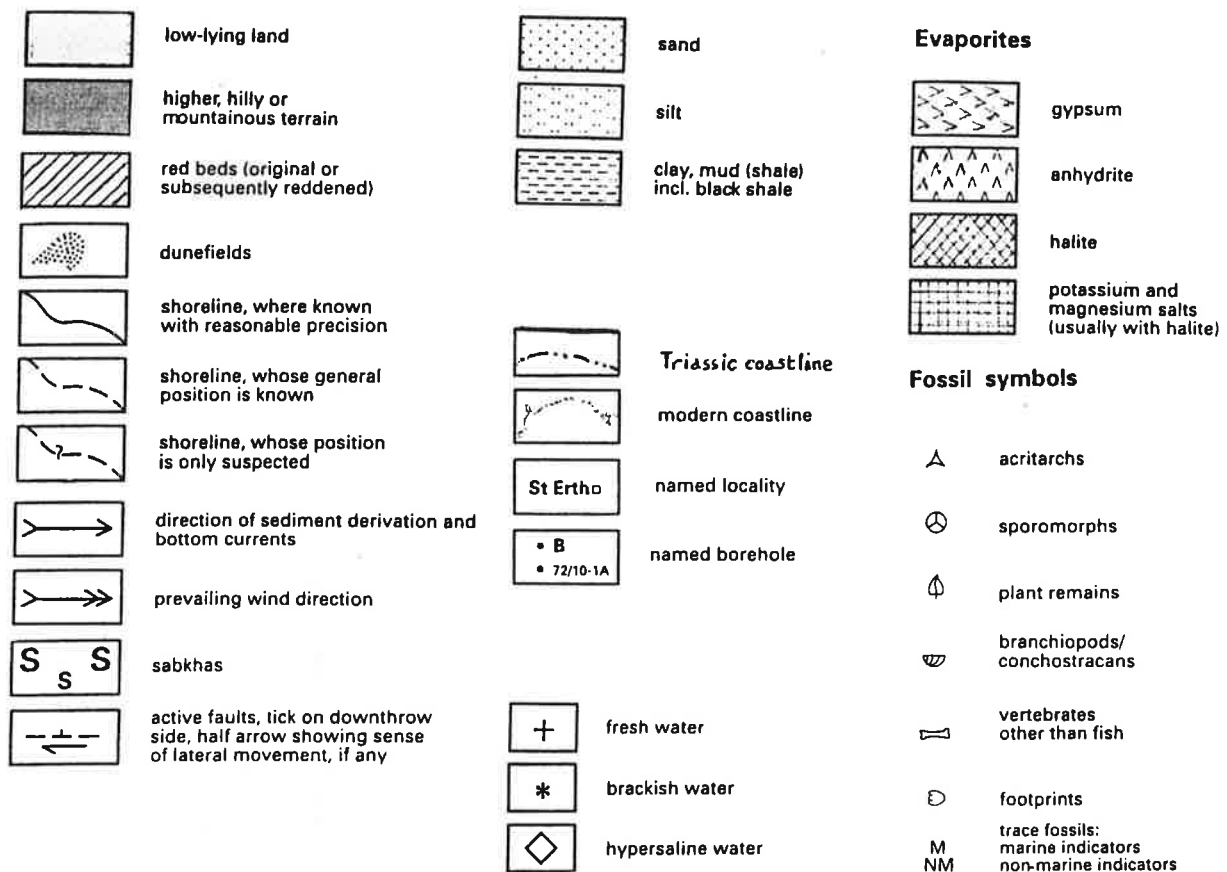 low-lying land
higher, hilly or
mountainous terrain
red beds (original or
subsequently reddened)
dunefields
shoreline, where known
with reasonable precision
shoreline, whose general
position is known
?
shoreline, whose position
is only suspected
direction of sediment derivation and
bottom currents
prevailing wind direction
S S
S
sabkhas
active faults, tick on downthrow
side, half arrow showing sense
of lateral movement, if any
sand
silt
clay, mud (shale)
incl. black shale
Triassic coastline
modern coastline
St Erth
named locality
B
72/10-1A
named borehole
fresh water
brackish water
hypersaline water
Evaporites
gypsum
anhydrite
halite
potassium and
magnesium salts
(usually with halite)
Fossil symbols
acritarchs
sporomorphs
plant remains
branchiopods/
conchostracans
vertebrates
other than fish
footprints
trace fossils:
M marine indicators
NM non-marine indicators